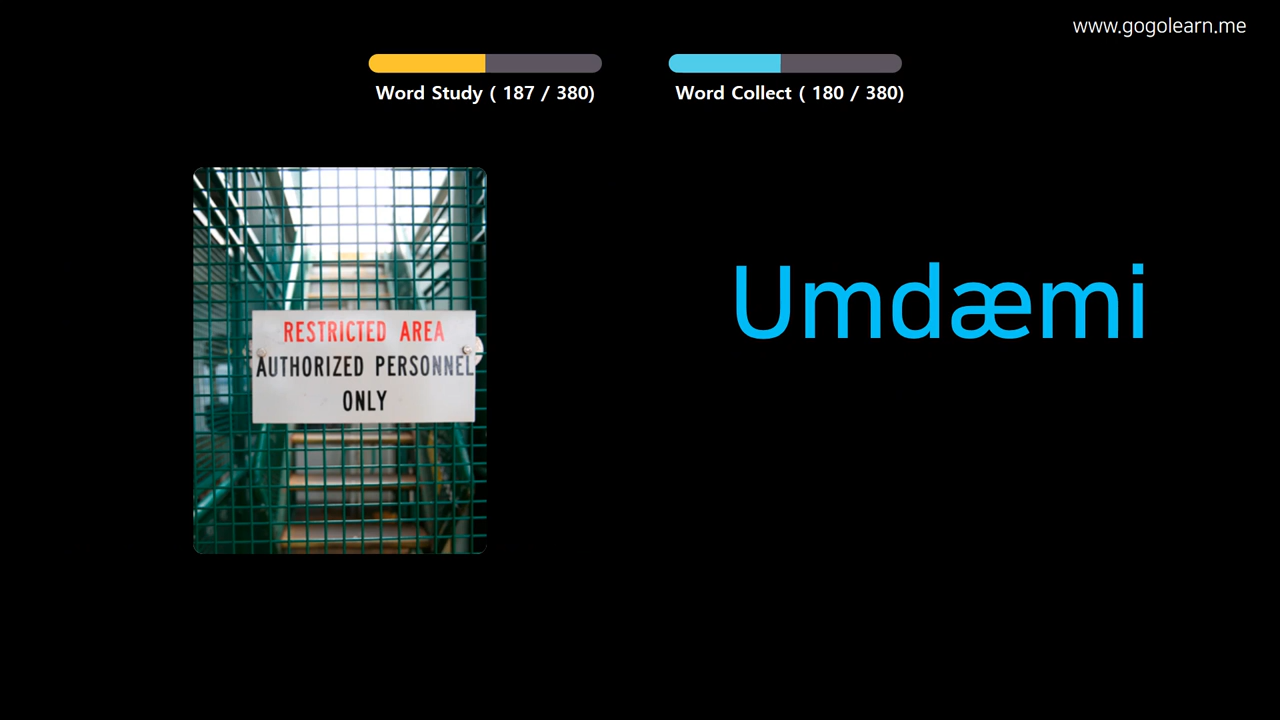 www.gogolearn.me
Word Study ( 187 / 380)
Word Collect ( 180 / 380)
RESTRICTED AREA
AUTHORIZED PERSONNEL
ONLY
Umdæmi